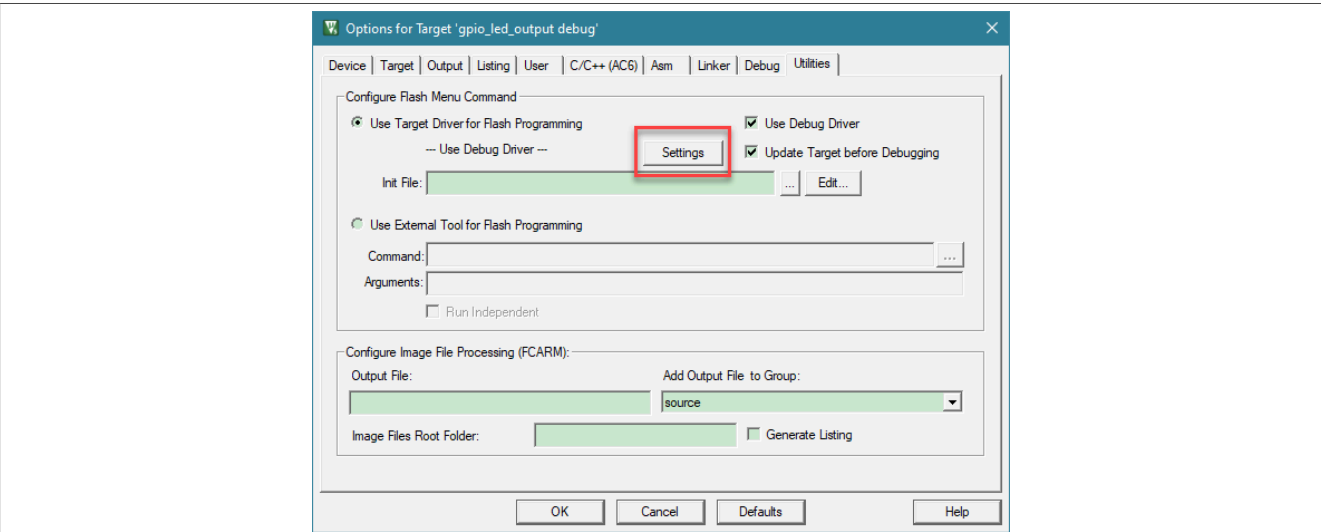 Options for Target 'gpio_led_output debug'
Device Target Output Listing User C/C++ (AC6) Asm Linker Debug Utilities
Configure Flash Menu Command
Use Target Driver for Flash Programming
Use Debug Driver
--- Use Debug Driver ---
Settings
Update Target before Debugging
Init File:
...
Edit...
Use External Tool for Flash Programming
Command:
...
Arguments:
Run Independent
Configure Image File Processing (FCARM):
Output File:
Add Output File to Group:
source
Image Files Root Folder:
Generate Listing
OK Cancel Defaults Help